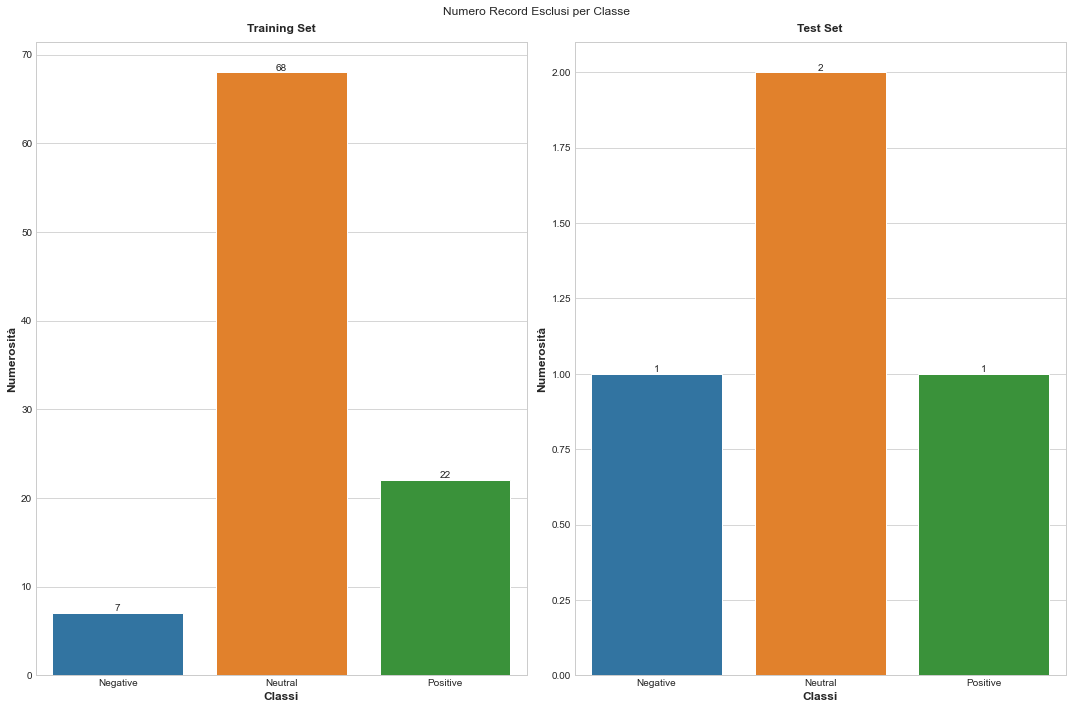 Numero Record Esclusi per Classe
Training Set
70
60
50
40
30
20
10
0
Numerosità
68
22
7
Negative Neutral Positive
Classi
Test Set
2.00
1.75
1.50
1.25
1.00
0.75
0.50
0.25
0.00
Numerosità
2
1 1
Negative Neutral Positive
Classi